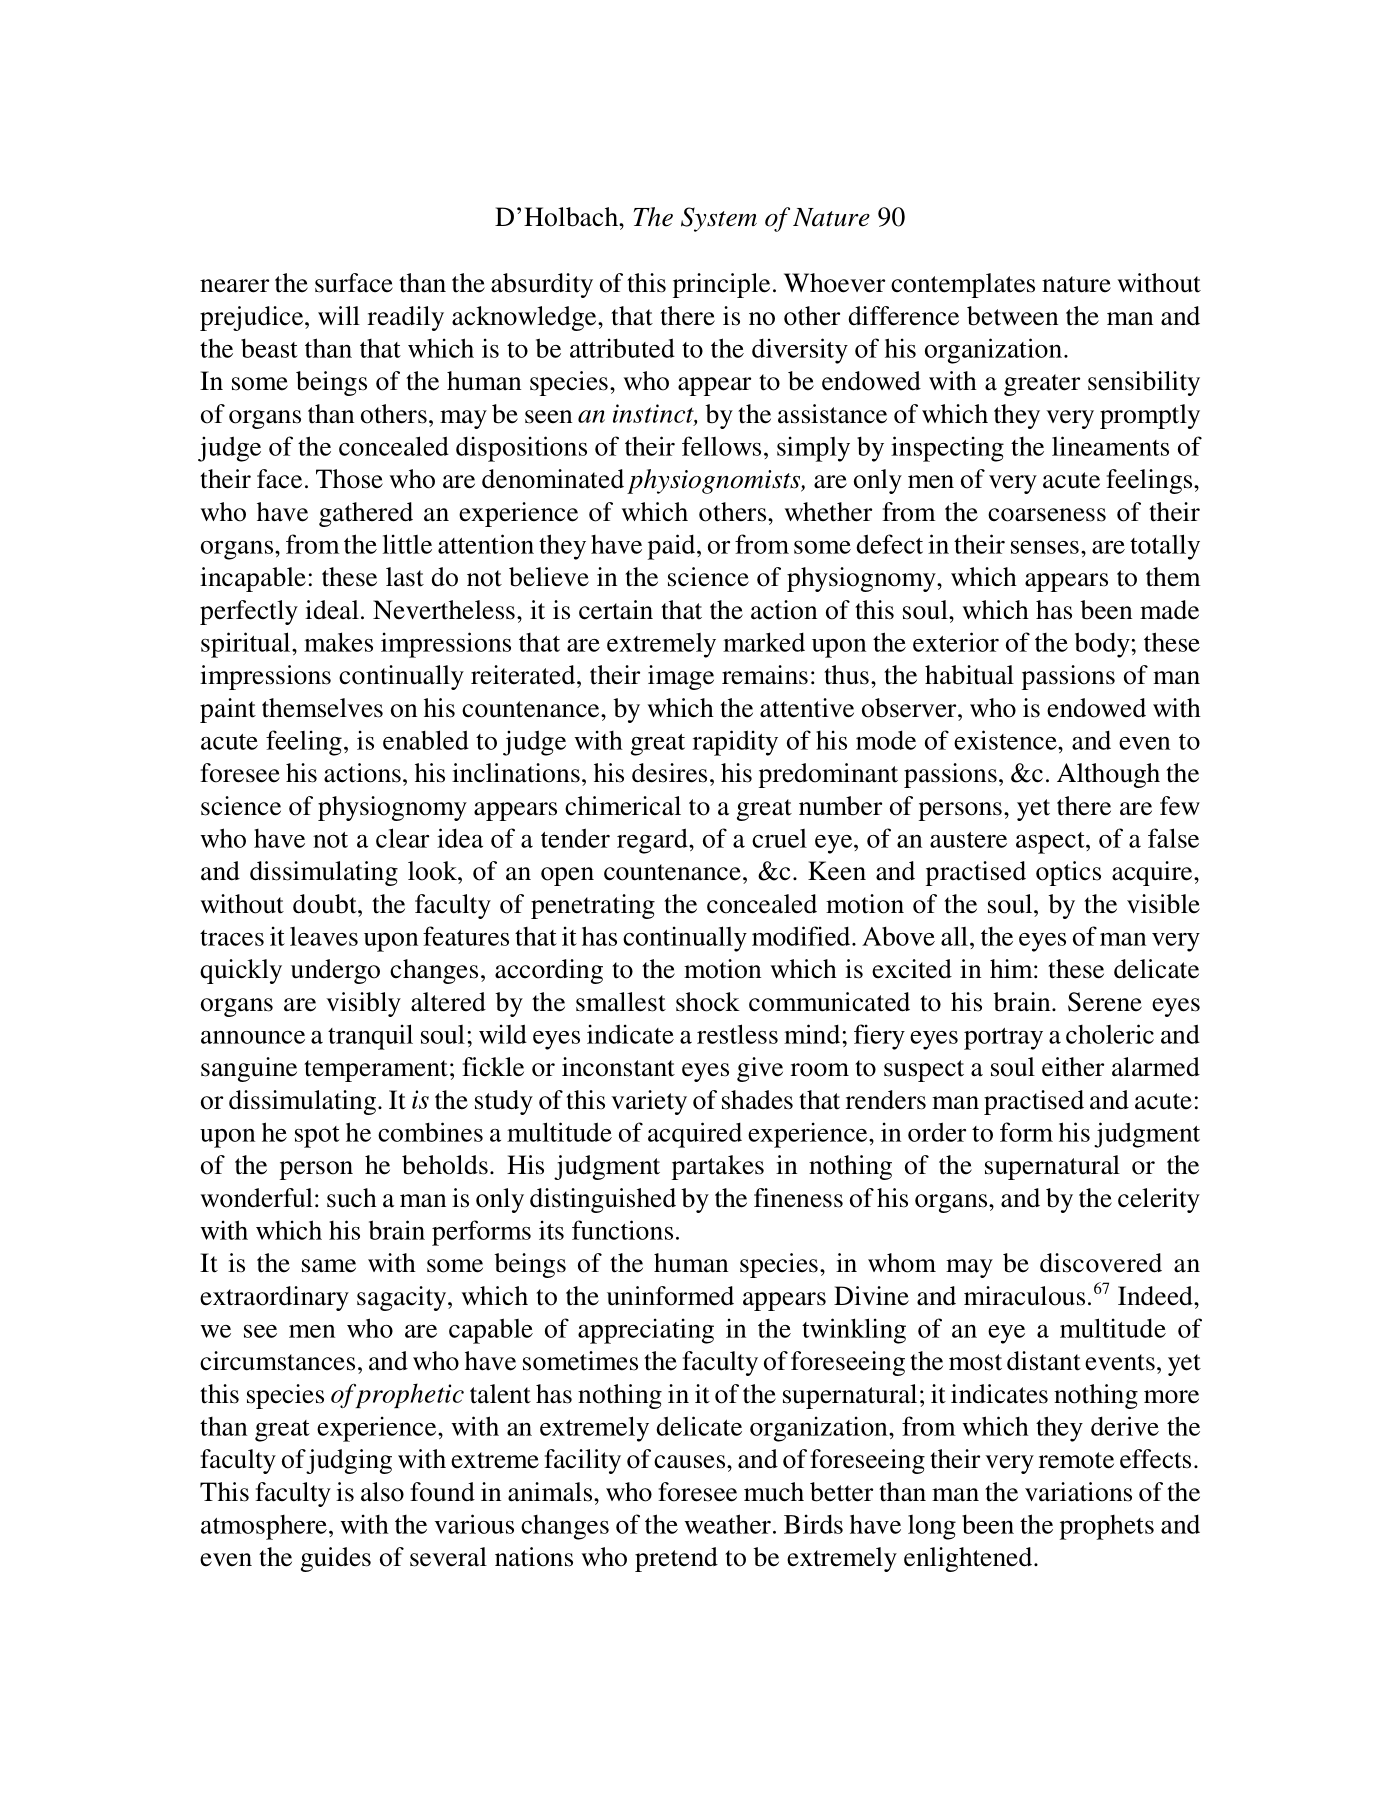 D’Holbach, The System of Nature 90
nearer the surface than the absurdity of this principle. Whoever contemplates nature without
prejudice, will readily acknowledge, that there is no other difference between the man and
the beast than that which is to be attributed to the diversity of his organization.
In some beings of the human species, who appear to be endowed with a greater sensibility
of organs than others, may be seen an instinct, by the assistance of which they very promptly
judge of the concealed dispositions of their fellows, simply by inspecting the lineaments of
their face. Those who are denominated physiognomists, are only men of very acute feelings,
who have gathered an experience of which others, whether from the coarseness of their
organs, from the little attention they have paid, or from some defect in their senses, are totally
incapable: these last do not believe in the science of physiognomy, which appears to them
perfectly ideal. Nevertheless, it is certain that the action of this soul, which has been made
spiritual, makes impressions that are extremely marked upon the exterior of the body; these
impressions continually reiterated, their image remains: thus, the habitual passions of man
paint themselves on his countenance, by which the attentive observer, who is endowed with
acute feeling, is enabled to judge with great rapidity of his mode of existence, and even to
foresee his actions, his inclinations, his desires, his predominant passions, &c. Although the
science of physiognomy appears chimerical to a great number of persons, yet there are few
who have not a clear idea of a tender regard, of a cruel eye, of an austere aspect, of a false
and dissimulating look, of an open countenance, &c. Keen and practised optics acquire,
without doubt, the faculty of penetrating the concealed motion of the soul, by the visible
traces it leaves upon features that it has continually modified. Above all, the eyes of man very
quickly undergo changes, according to the motion which is excited in him: these delicate
organs are visibly altered by the smallest shock communicated to his brain. Serene eyes
announce a tranquil soul; wild eyes indicate a restless mind; fiery eyes portray a choleric and
sanguine temperament; fickle or inconstant eyes give room to suspect a soul either alarmed
or dissimulating. It is the study of this variety of shades that renders man practised and acute:
upon he spot he combines a multitude of acquired experience, in order to form his judgment
of the person he beholds. His judgment partakes in nothing of the supernatural or the
wonderful: such a man is only distinguished by the fineness of his organs, and by the celerity
with which his brain performs its functions.
It is the same with some beings of the human species, in whom may be discovered an
extraordinary sagacity, which to the uninformed appears Divine and miraculous.67 Indeed,
we see men who are capable of appreciating in the twinkling of an eye a multitude of
circumstances, and who have sometimes the faculty of foreseeing the most distant events, yet
this species of prophetic talent has nothing in it of the supernatural; it indicates nothing more
than great experience, with an extremely delicate organization, from which they derive the
faculty of judging with extreme facility of causes, and of foreseeing their very remote effects.
This faculty is also found in animals, who foresee much better than man the variations of the
atmosphere, with the various changes of the weather. Birds have long been the prophets and
even the guides of several nations who pretend to be extremely enlightened.